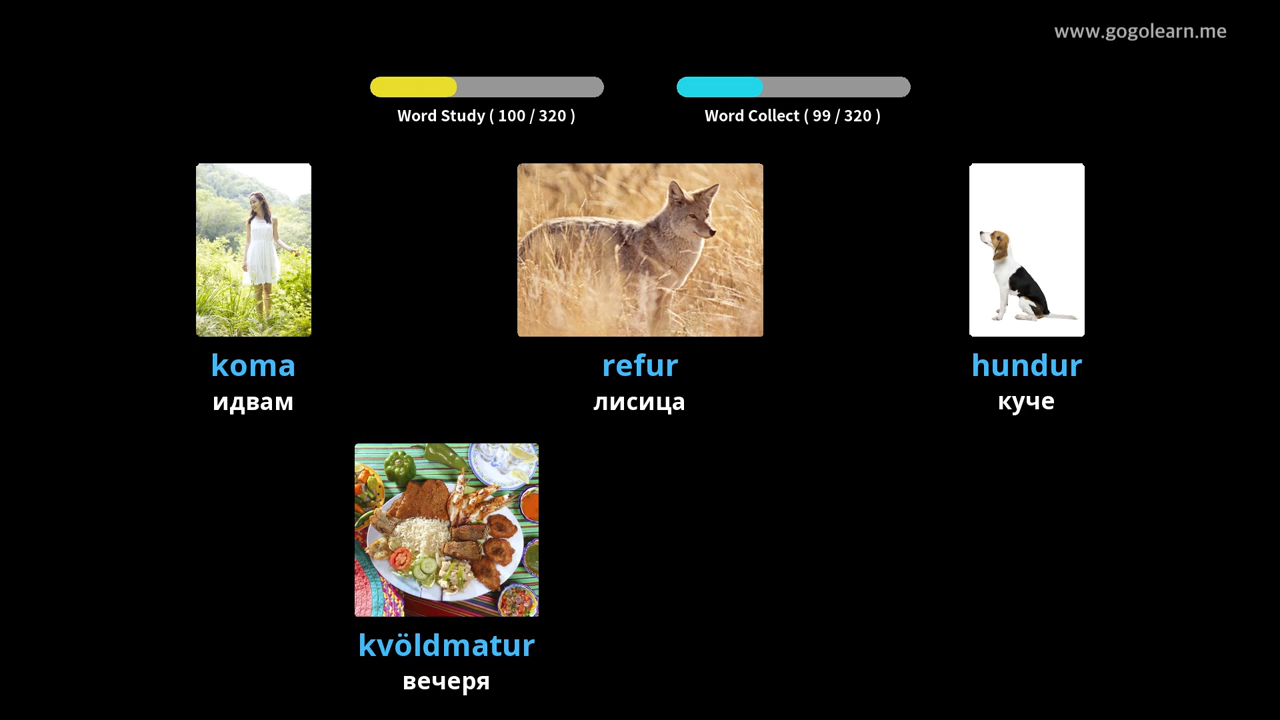 www.gogolearn.me
Word Study ( 100 / 320 )
Word Collect ( 99 / 320 )
koma
refur
hundur
идвам
лисица
куче
kvöldmatur
вечеря